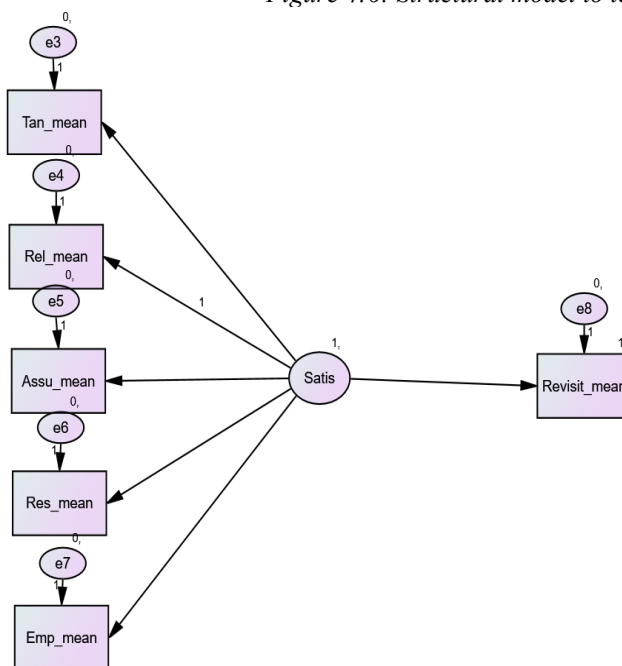 Figure 4.6: Structural model to te
0,
e3
1
Tan_mean
0,
e4
1
Rel_mean
0,
e5
1
Assu_mean
0,
e6
1
Res_mean
0,
e7
1
Emp_mean
1
1,
Satis
0,
e8
1
1
Revisit_mean